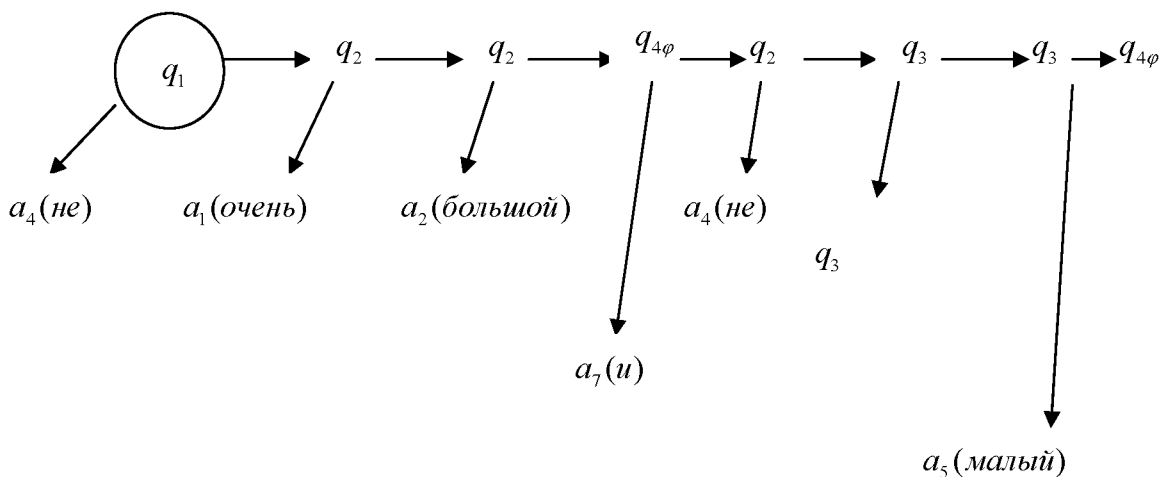 q₁ q₂ q₂ q₄φ q₂ q₃ q₃ q₄φ
a₄(не) a₁(очень) a₂(большой) a₄(не)
q₃
a₇(и)
a₅(малый)